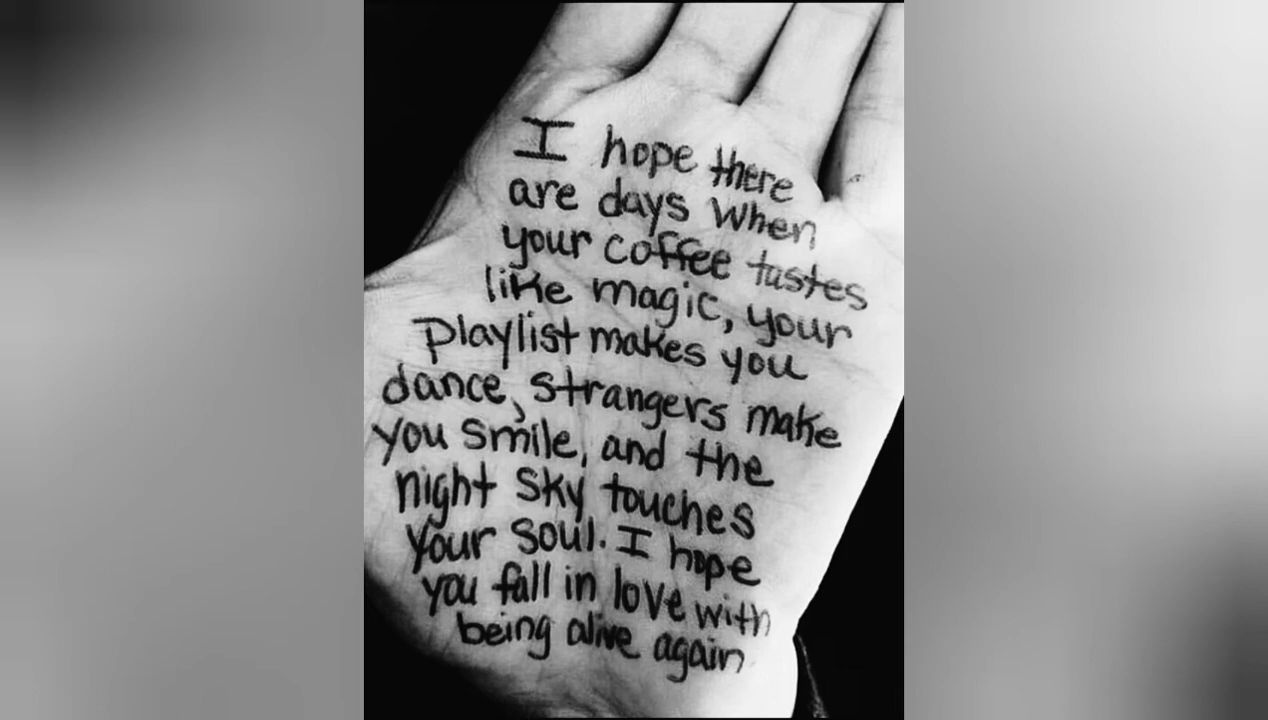 I hope there
are days when
your coffee tastes
like magic, your
playlist makes you
dance, strangers make
you smile, and the
night sky touches
your soul. I hope
you fall in love with
being alive again